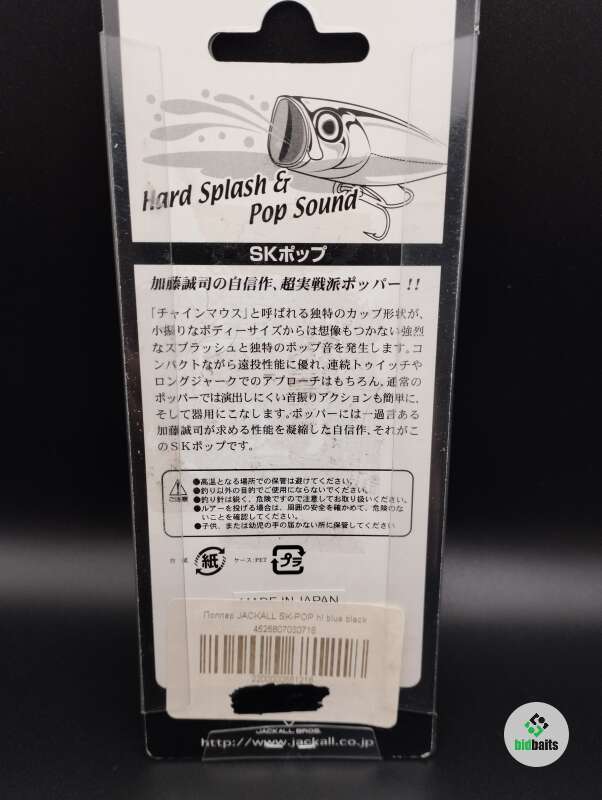 Hard Splash &
Pop Sound
SKポップ
加藤誠司の自信作、超実戦派ポッパー!!
「チャインマウス」と呼ばれる独特のカップ形状が、
小振りなボディーサイズからは想像もつかない強烈
なスプラッシュと独特のポップ音を発生します。コ
ンパクトながら遠投性能に優れ、連続トゥイッチや
ロングジャークでのアプローチはもちろん、通常の
ポッパーでは演出しにくい首振りアクションも簡単に、
そして器用にこなします。ポッパーには一過言ある
加藤誠司が求める性能を凝縮した自信作、それがこ
のSKポップです。
ご注意
●高温となる場所での保管は避けてください。
●釣り以外の目的でご使用にならないでください。
●釣り針は鋭く、危険ですので注意してお取り扱いください。
●ルアーを投げる場合は、周囲の安全を確かめて、危険のな
いことを確認してください。
●子供、または幼児の手の届かない所に保管してください
台紙 紙 ケース:PET プラ
MADE IN JAPAN
Поппер JACKALL SK-POP hl blue black
4525807030716
JACKALL BROS.
http://www.jackall.co.jp
bidbaits